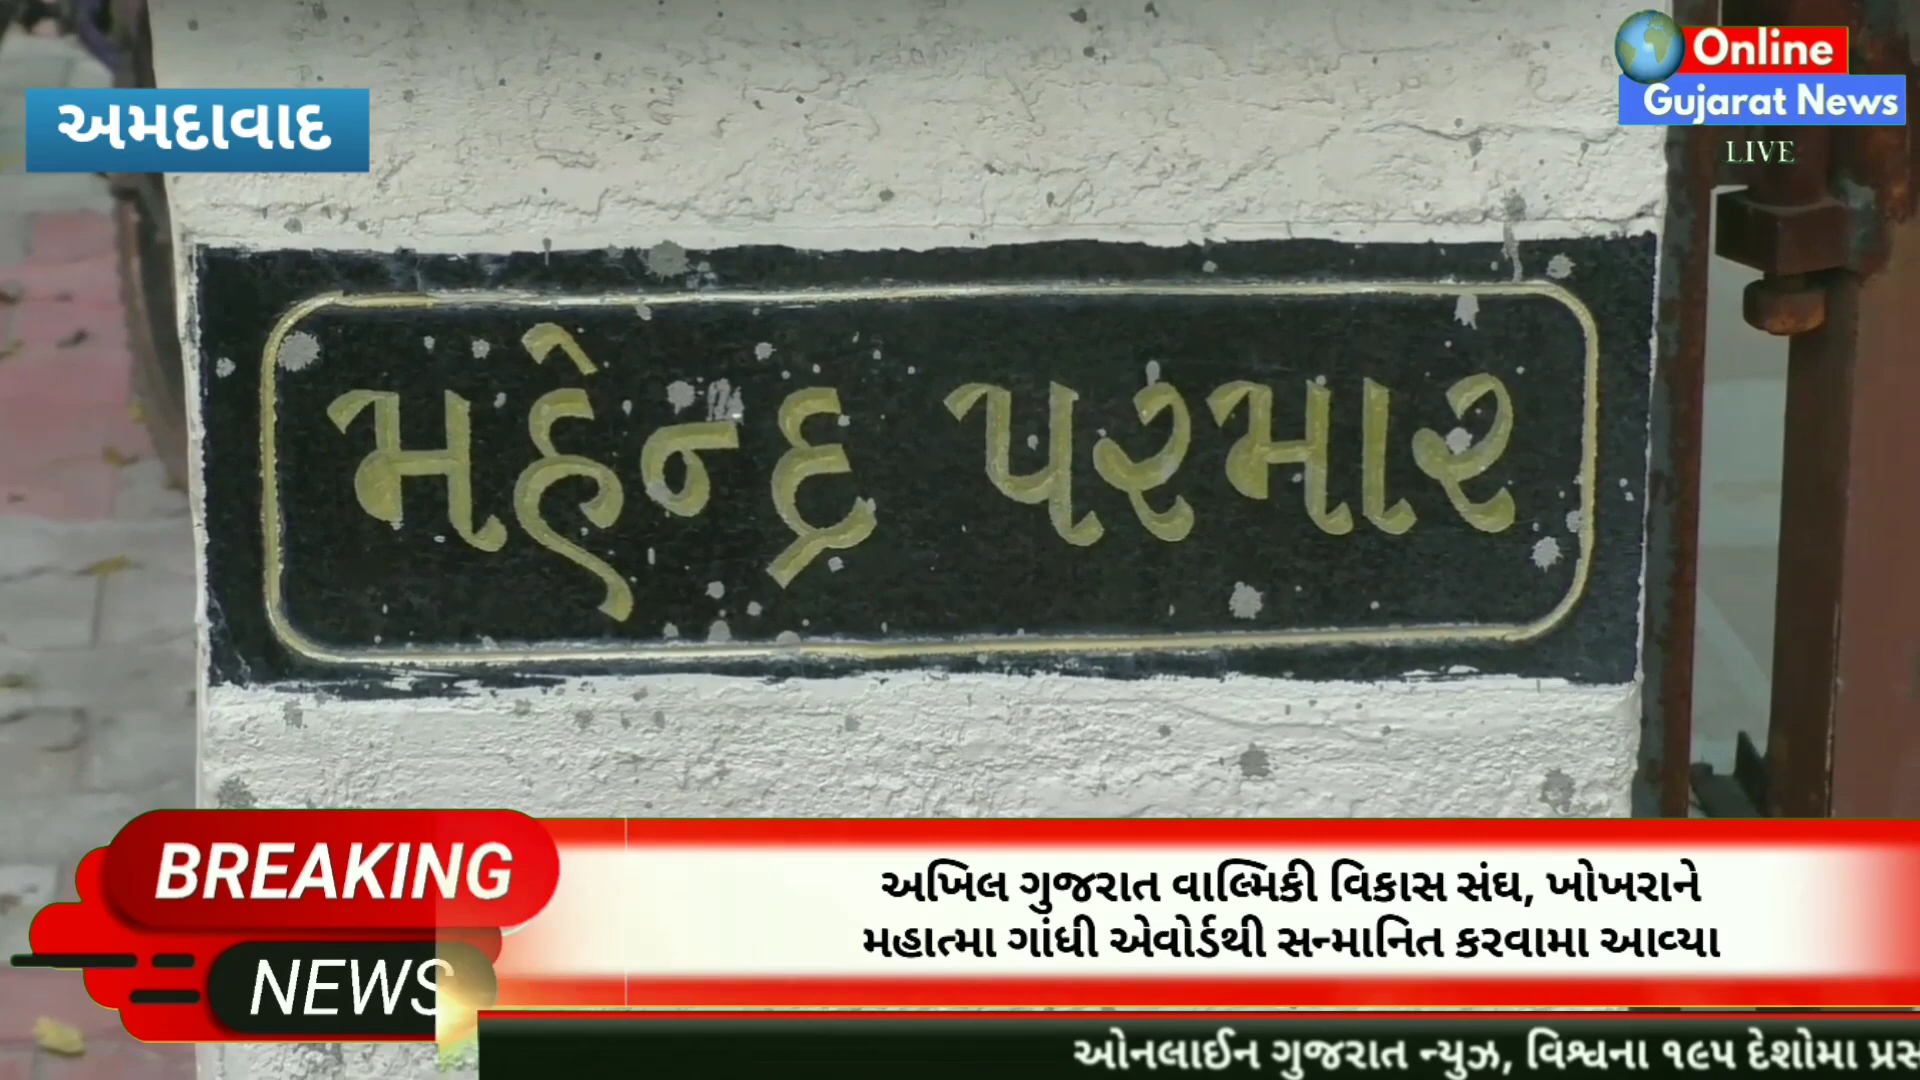 Online
Gujarat News
LIVE
અમદાવાદ
મહેન્દ્ર પરમાર
BREAKING
NEWS
અખિલ ગુજરાત વાલ્મિકી વિકાસ સંઘ, ખોખરાને
મહાત્મા ગાંધી એવોર્ડથી સન્માનિત કરવામા આવ્યા
ઓનલાઈન ગુજરાત ન્યુઝ, વિશ્વના ૧૯૫ દેશોમા